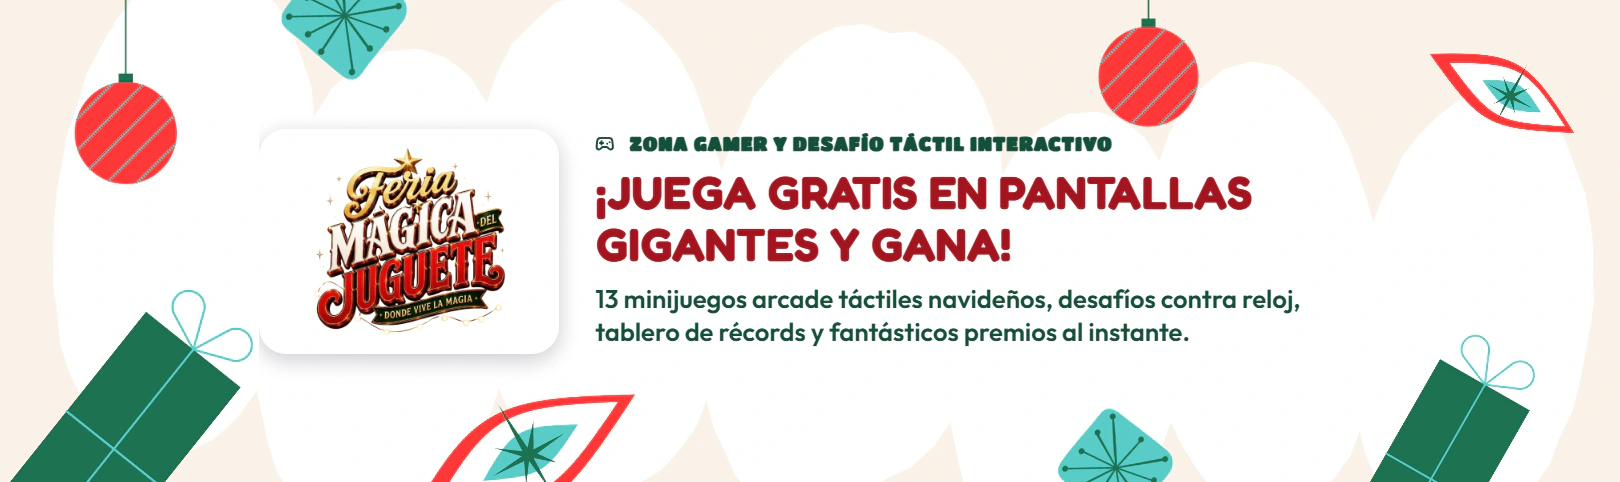 Feria
MÁGICA
DEL
JUGUETE
DONDE VIVE LA MAGIA
ZONA GAMER Y DESAFÍO TÁCTIL INTERACTIVO
¡JUEGA GRATIS EN PANTALLAS
GIGANTES Y GANA!
13 minijuegos arcade táctiles navideños, desafíos contra reloj,
tablero de récords y fantásticos premios al instante.